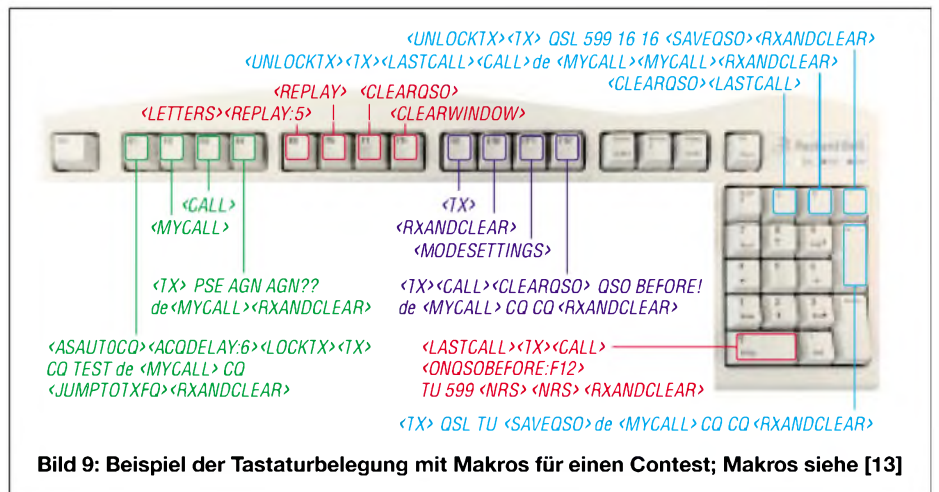 <UNLOCKTX><TX> QSL 599 16 16 <SAVEQSO><RXANDCLEAR>
<UNLOCKTX><TX><LASTCALL><CALL> de <MYCALL><MYCALL><RXANDCLEAR>
<CLEARQSO><LASTCALL>
<REPLAY> <CLEARQSO>
<LETTERS><REPLAY:5> <CLEARWINDOW>
<CALL>
<MYCALL>
<TX>
<RXANDCLEAR>
<MODESETTINGS>
<TX> PSE AGN AGN??
de<MYCALL><RXANDCLEAR>
<TX><CALL><CLEARQSO> QSO BEFORE!
de <MYCALL> CQ CQ <RXANDCLEAR>
<ASAUTOCQ><ACQDELAY:6><LOCKTX><TX>
CQ TEST de <MYCALL> CQ
<JUMPTOTXFQ><RXANDCLEAR>
<LASTCALL><TX><CALL>
<ONQSOBEFORE:F12>
TU 599 <NRS> <NRS> <RXANDCLEAR>
<TX> QSL TU <SAVEQSO> de <MYCALL> CQ CQ <RXANDCLEAR>
Bild 9: Beispiel der Tastaturbelegung mit Makros für einen Contest; Makros siehe [13]